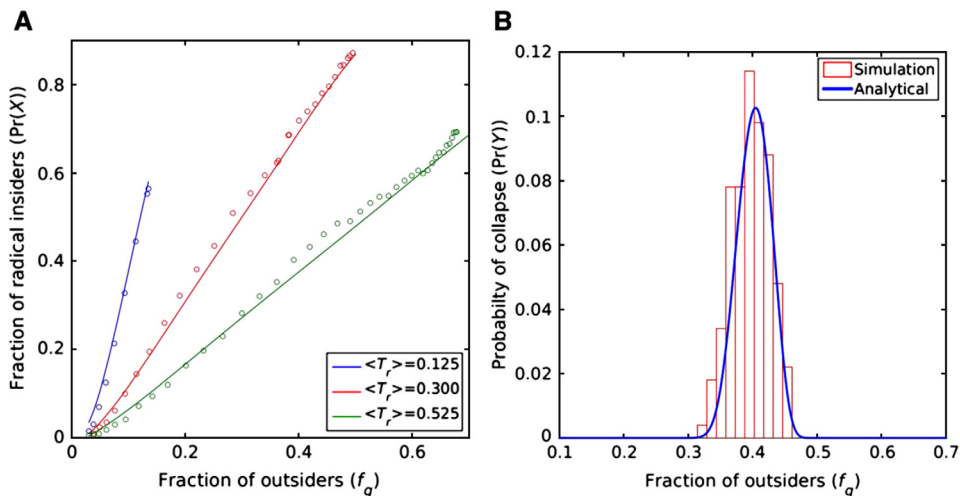 A
Fraction of radical insiders (Pr(X))
0.8
0.6
0.4
0.2
0
0 0.2 0.4 0.6
Fraction of outsiders (f_g)
<T_r>=0.125
<T_r>=0.300
<T_r>=0.525
B
Probabilty of collapse (Pr(Y))
0.12
0.1
0.08
0.06
0.04
0.02
0
0.1 0.2 0.3 0.4 0.5 0.6 0.7
Fraction of outsiders (f_g)
Simulation
Analytical